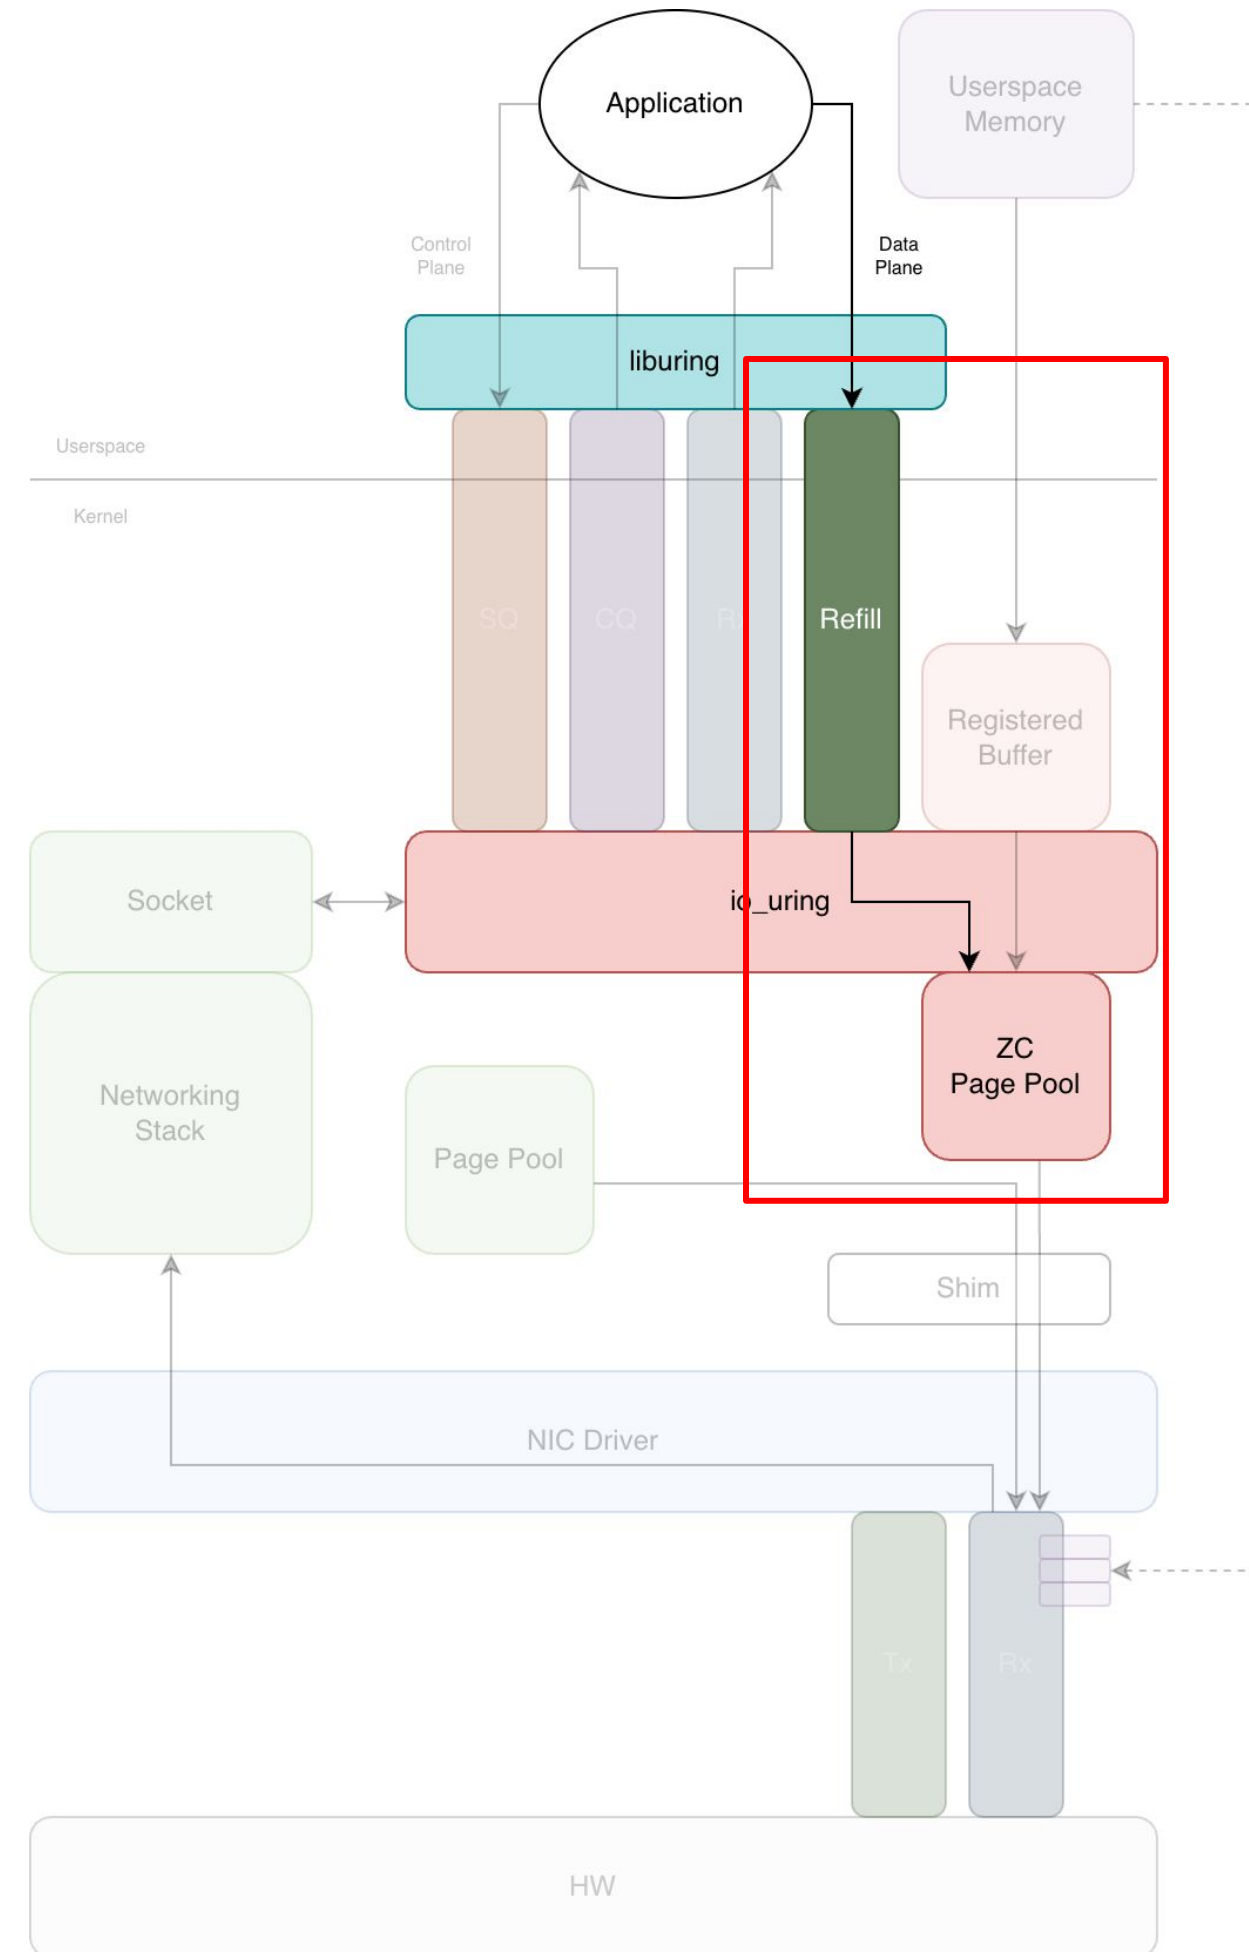 Application
Userspace
Memory
Control
Plane
Data
Plane
liburing
Userspace
Kernel
SQ
CQ
Rx
Refill
Registered
Buffer
Socket
io_uring
Networking
Stack
ZC
Page Pool
Page Pool
Shim
NIC Driver
Tx
Rx
HW